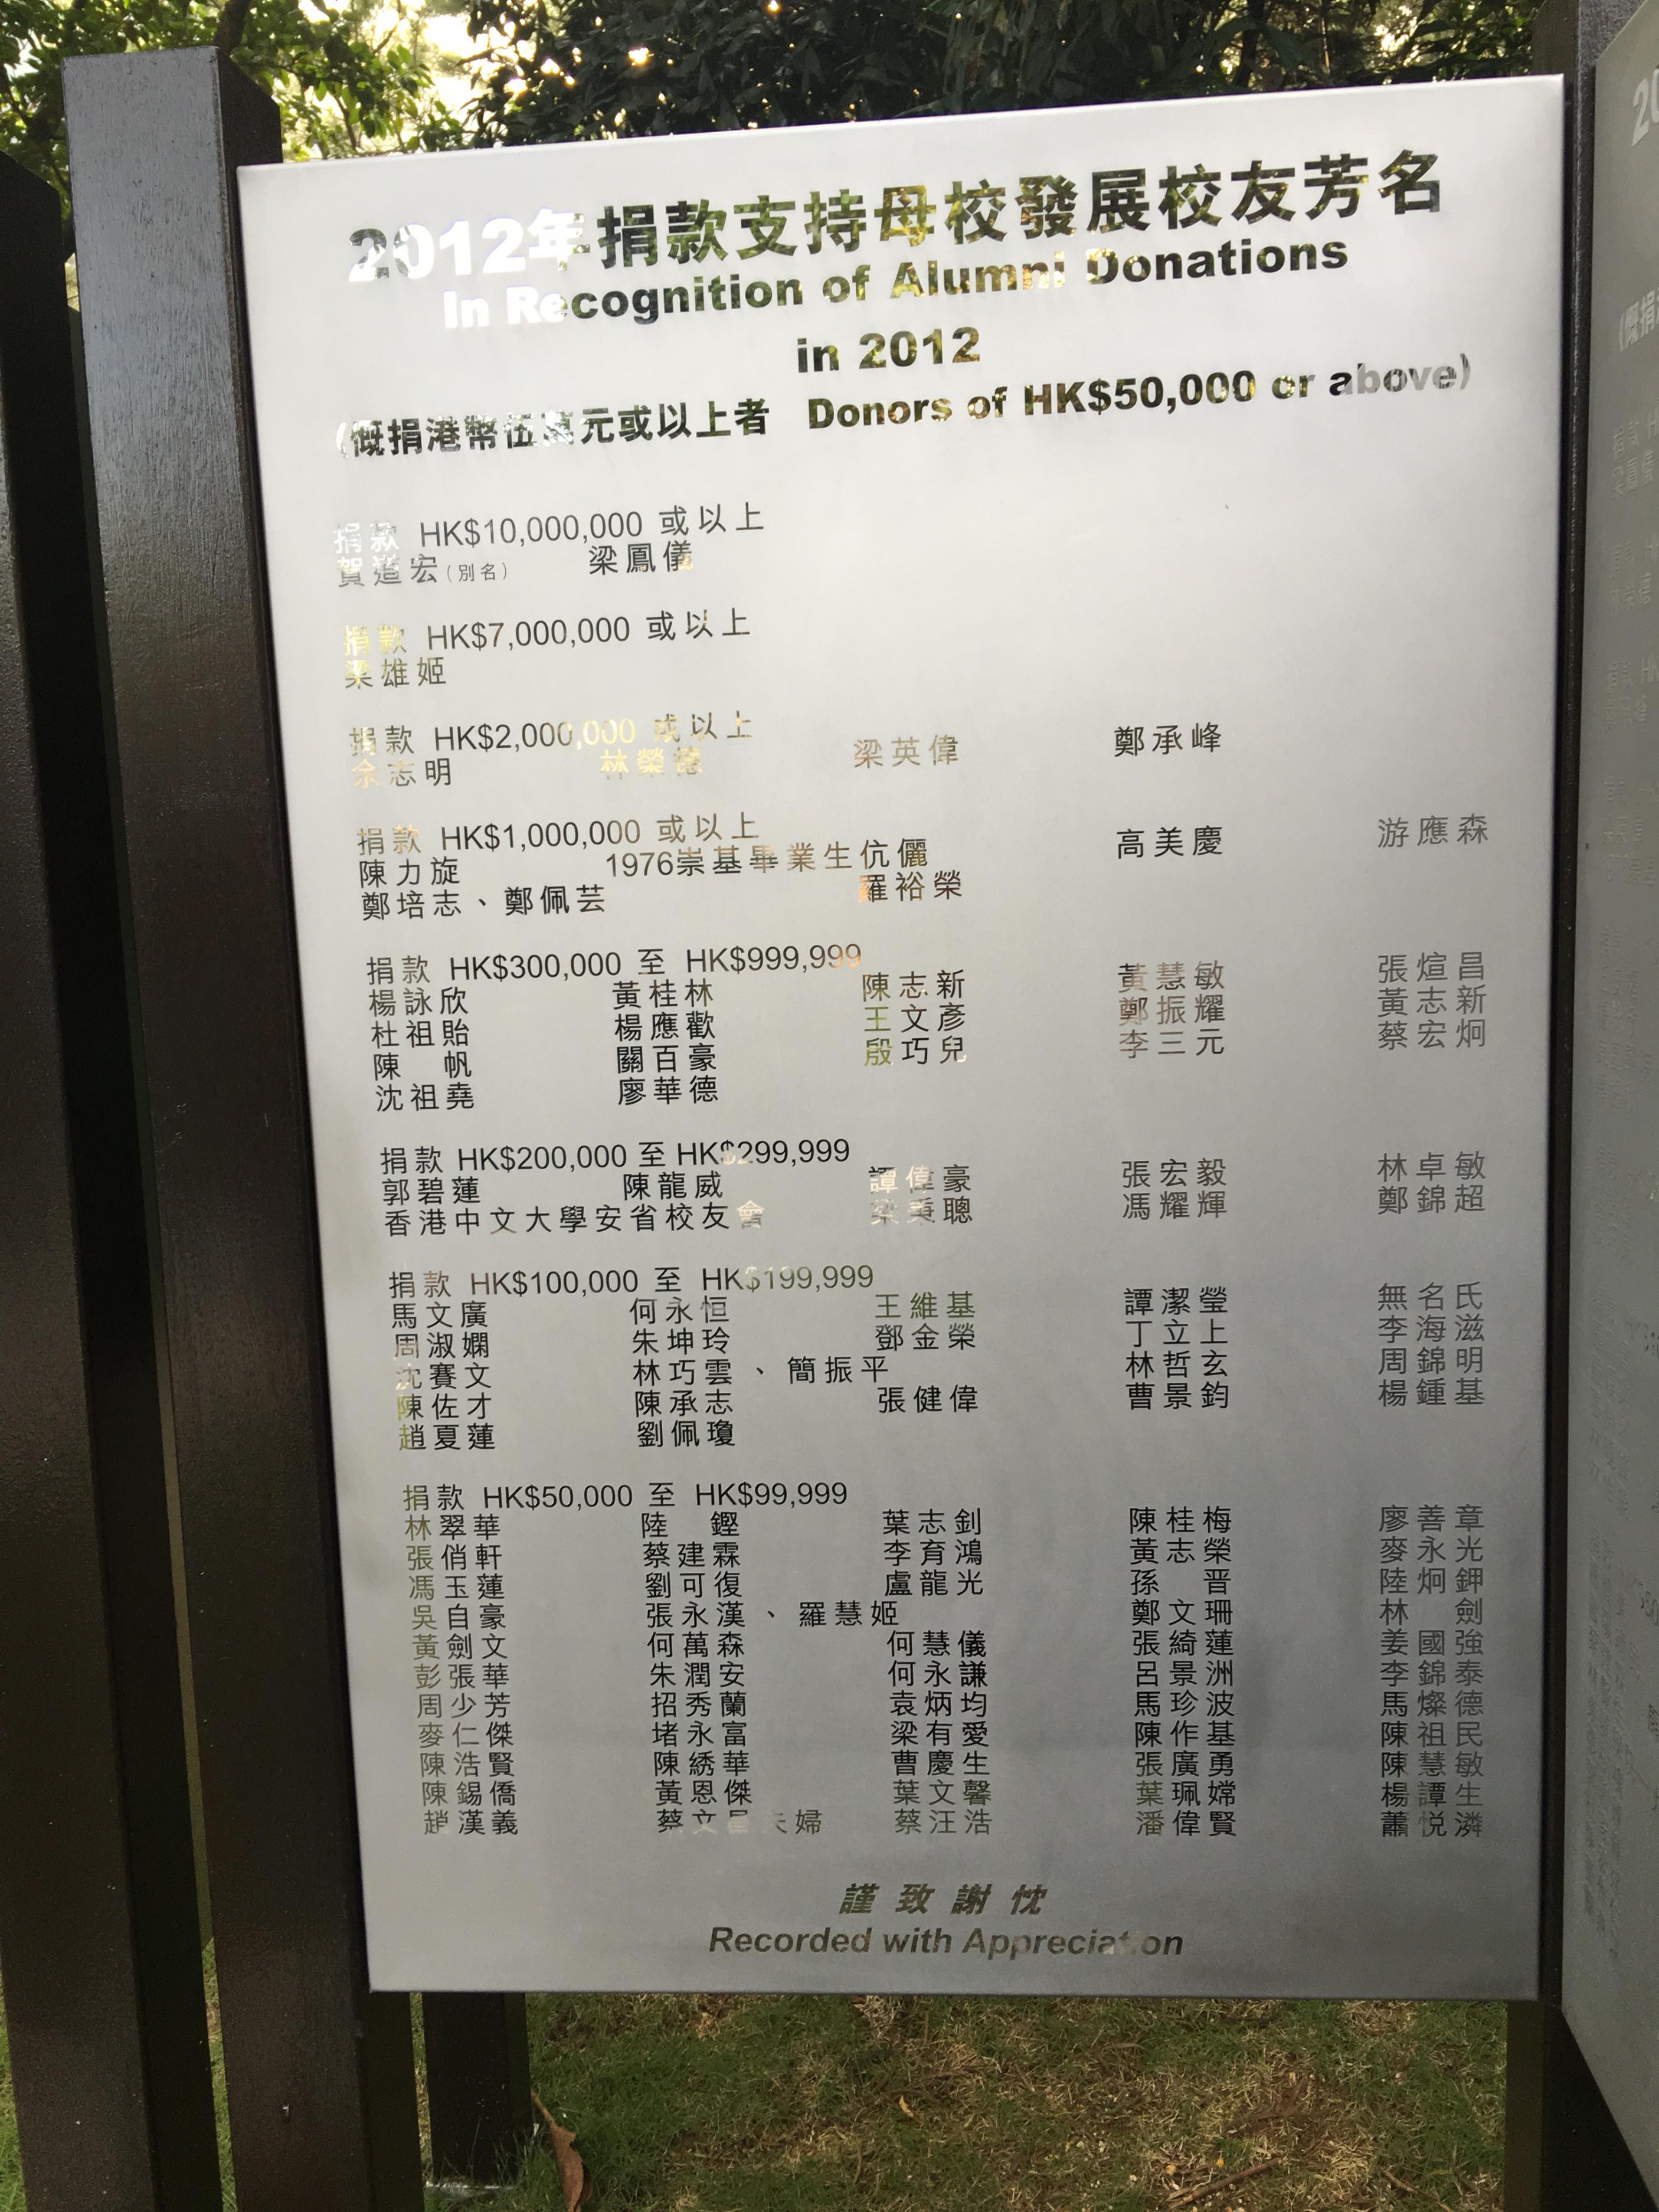 2012年捐款支持母校發展校友芳名
In Recognition of Alumni Donations
in 2012
(慨捐港幣伍萬元或以上者 Donors of HK$50,000 or above)
捐款 HK$10,000,000 或以上
賀道宏(別名) 梁鳳儀
捐款 HK$7,000,000 或以上
梁雄姬
捐款 HK$2,000,000 或以上
余志明 林榮德 梁英偉 鄭承峰
捐款 HK$1,000,000 或以上
陳力旋 1976崇基畢業生伉儷 高美慶 游應森
鄭培志、鄭佩芸 羅裕榮
捐款 HK$300,000 至 HK$999,999
楊詠欣 黃桂林 陳志新 黃慧敏 張煊昌
杜祖貽 楊應歡 王文彥 鄭振耀 黃志新
陳帆 關百豪 殷巧兒 李三元 蔡宏炯
沈祖堯 廖華德
捐款 HK$200,000 至 HK$299,999
郭碧蓮 陳龍威 譚偉豪 張宏毅 林卓敏
香港中文大學安省校友會 梁秉聰 馮耀輝 鄭錦超
捐款 HK$100,000 至 HK$199,999
馬文廣 何永恒 王維基 譚潔瑩 無名氏
周淑嫻 朱坤玲 鄧金榮 丁立上 李海滋
沈賽文 林巧雲、簡振平 林哲玄 周錦明
陳佐才 陳承志 張健偉 曹景鈞 楊鍾基
趙夏蓮 劉佩瓊
捐款 HK$50,000 至 HK$99,999
林翠華 陸鏗 葉志釗 陳桂梅 廖善章
張俏軒 蔡建霖 李育鴻 黃志榮 麥永光
馮玉蓮 劉可復 盧龍光 孫晋 陸炯鉀
吳自豪 張永漢、羅慧姬 鄭文珊 林劍
黃劍文 何萬森 何慧儀 張綺蓮 姜國強
彭張華 朱潤安 何永謙 呂景洲 李錦泰
周少芳 招秀蘭 袁炳均 馬珍波 馬燦德
麥仁傑 堵永富 梁有愛 陳作基 陳祖民
陳浩賢 陳綉華 曹慶生 張廣勇 陳慧敏
陳錫僑 黃恩傑 葉文馨 葉珮嫦 楊譚生
趙漢義 蔡文昌夫婦 蔡汪浩 潘偉賢 蕭悦潾
謹致謝忱
Recorded with Appreciation